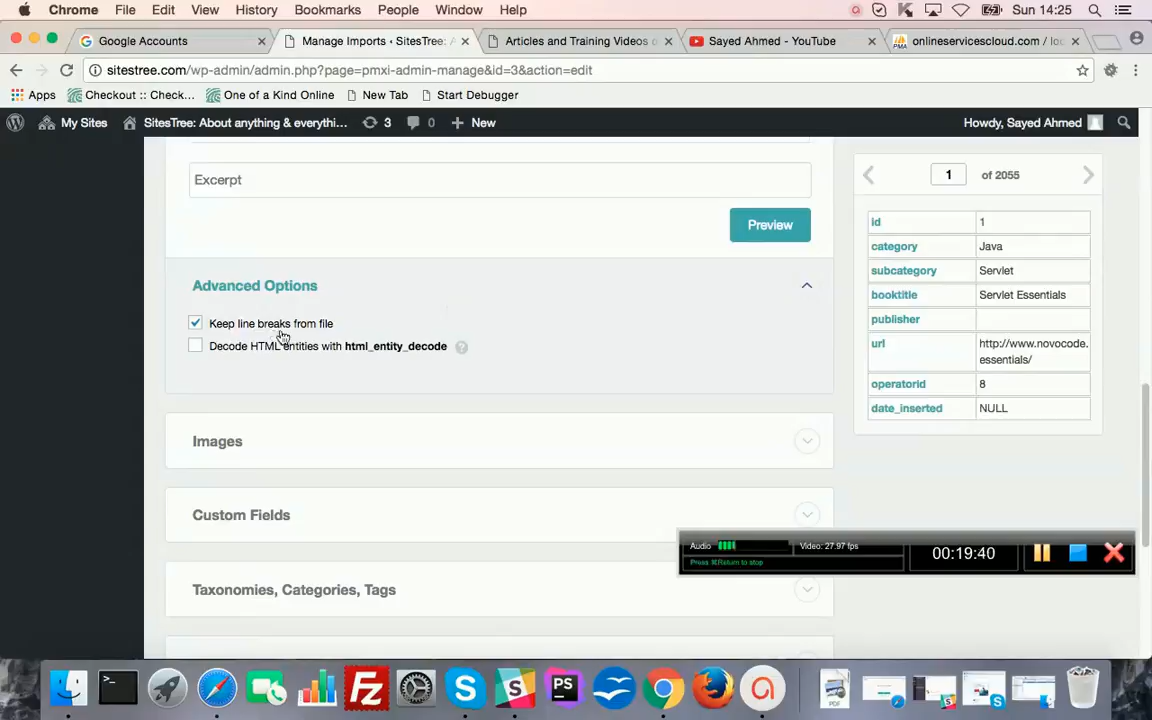 Chrome File Edit View History Bookmarks People Window Help Sun 14:25
Google Accounts
Manage Imports • SitesTree: A
Articles and Training Videos o
Sayed Ahmed - YouTube
onlineservicescloud.com / lo
sitestree.com/wp-admin/admin.php?page=pmxi-admin-manage&id=3&action=edit
Apps Checkout :: Check... One of a Kind Online New Tab Start Debugger
My Sites SitesTree: About anything & everythi... 3 0 New Howdy, Sayed Ahmed
Excerpt
Preview
Advanced Options
Keep line breaks from file
Decode HTML entities with html_entity_decode ?
Images
Custom Fields
Taxonomies, Categories, Tags
1 of 2055
id 1
category Java
subcategory Servlet
booktitle Servlet Essentials
publisher
url http://www.novocode.
essentials/
operatorid 8
date_inserted NULL
Audio Video: 27.97 fps
Press ⌘Return to stop
00:19:40